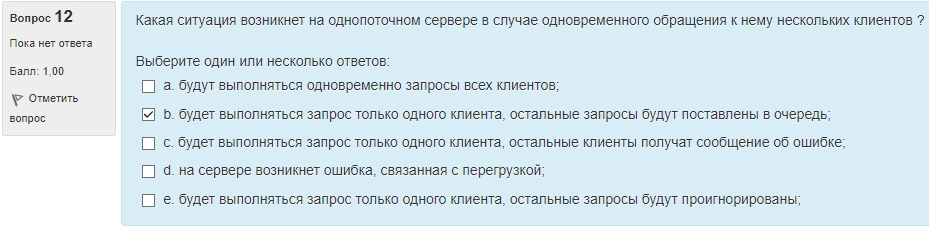 Вопрос 12
Пока нет ответа
Балл: 1,00
Отметить
вопрос
Какая ситуация возникнет на однопоточном сервере в случае одновременного обращения к нему нескольких клиентов ?
Выберите один или несколько ответов:
a. будут выполняться одновременно запросы всех клиентов;
b. будет выполняться запрос только одного клиента, остальные запросы будут поставлены в очередь;
c. будет выполняться запрос только одного клиента, остальные клиенты получат сообщение об ошибке;
d. на сервере возникнет ошибка, связанная с перегрузкой;
e. будет выполняться запрос только одного клиента, остальные запросы будут проигнорированы;